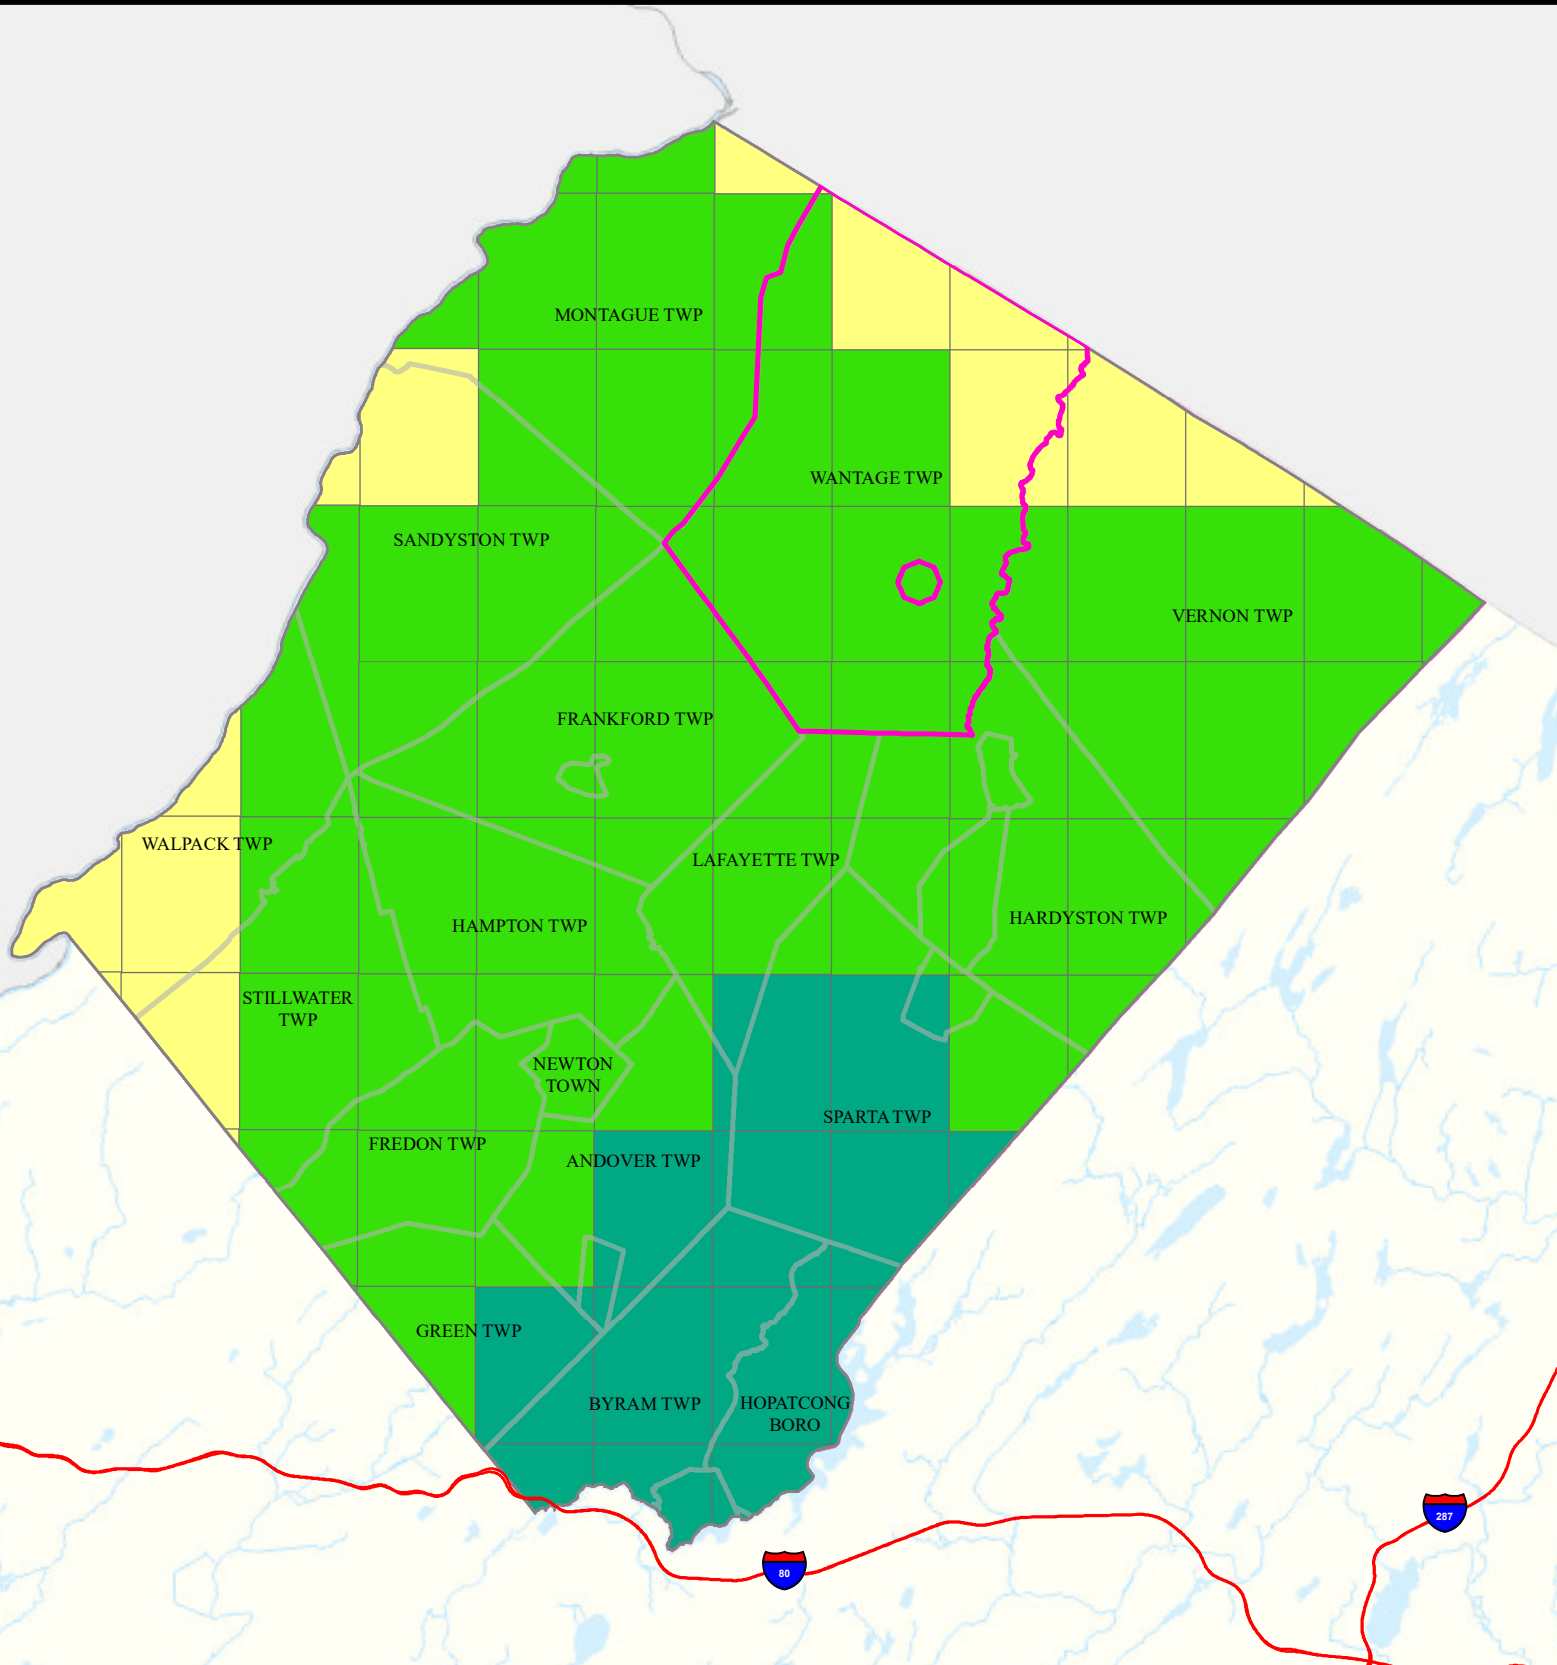 MONTAGUE TWP
WANTAGE TWP
SANDYSTON TWP
VERNON TWP
FRANKFORD TWP
WALPACK TWP
LAFAYETTE TWP
HARDYSTON TWP
HAMPTON TWP
STILLWATER
TWP
NEWTON
TOWN
SPARTA TWP
FREDON TWP
ANDOVER TWP
GREEN TWP
BYRAM TWP
HOPATCONG
BORO
287
80